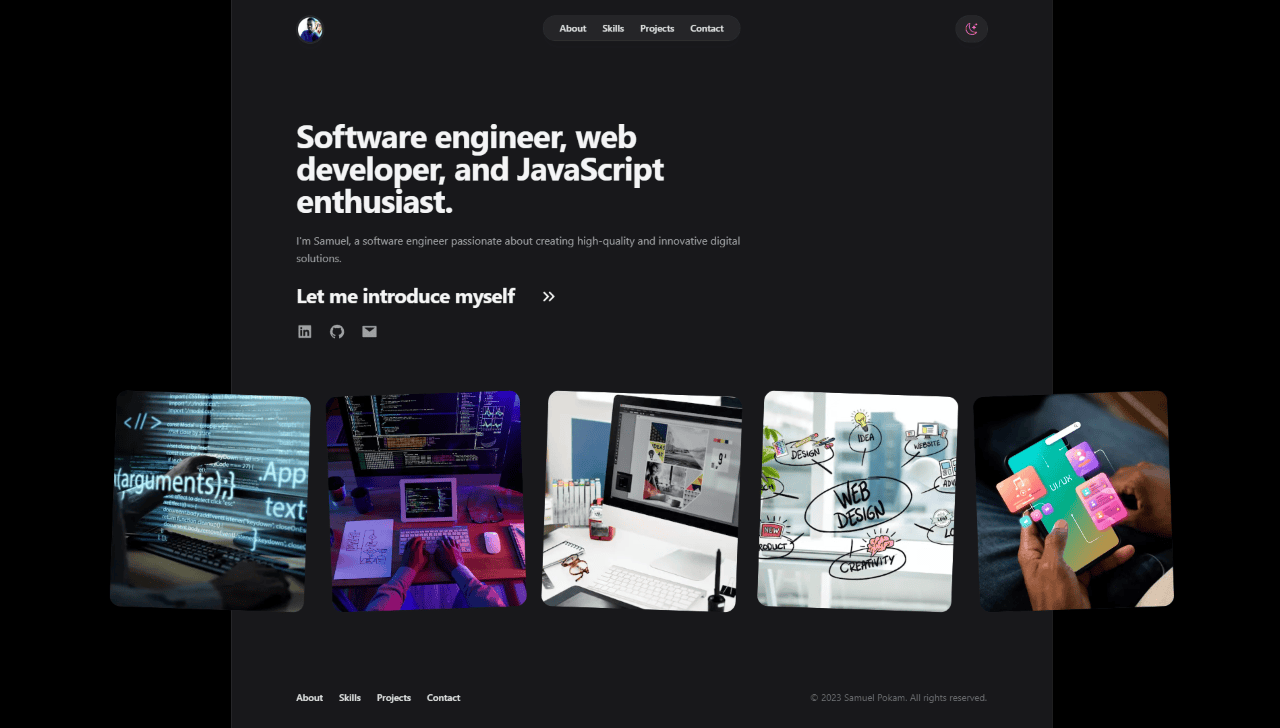 About Skills Projects Contact
Software engineer, web
developer, and JavaScript
enthusiast.
I'm Samuel, a software engineer passionate about creating high-quality and innovative digital
solutions.
Let me introduce myself
</>
(arguments);}
.App
text
}
IDEA
DESIGN
WEBSITE
WEB
DESIGN
NEW
PRODUCT
CREATIVITY
UI/UX
About Skills Projects Contact
© 2023 Samuel Pokam. All rights reserved.